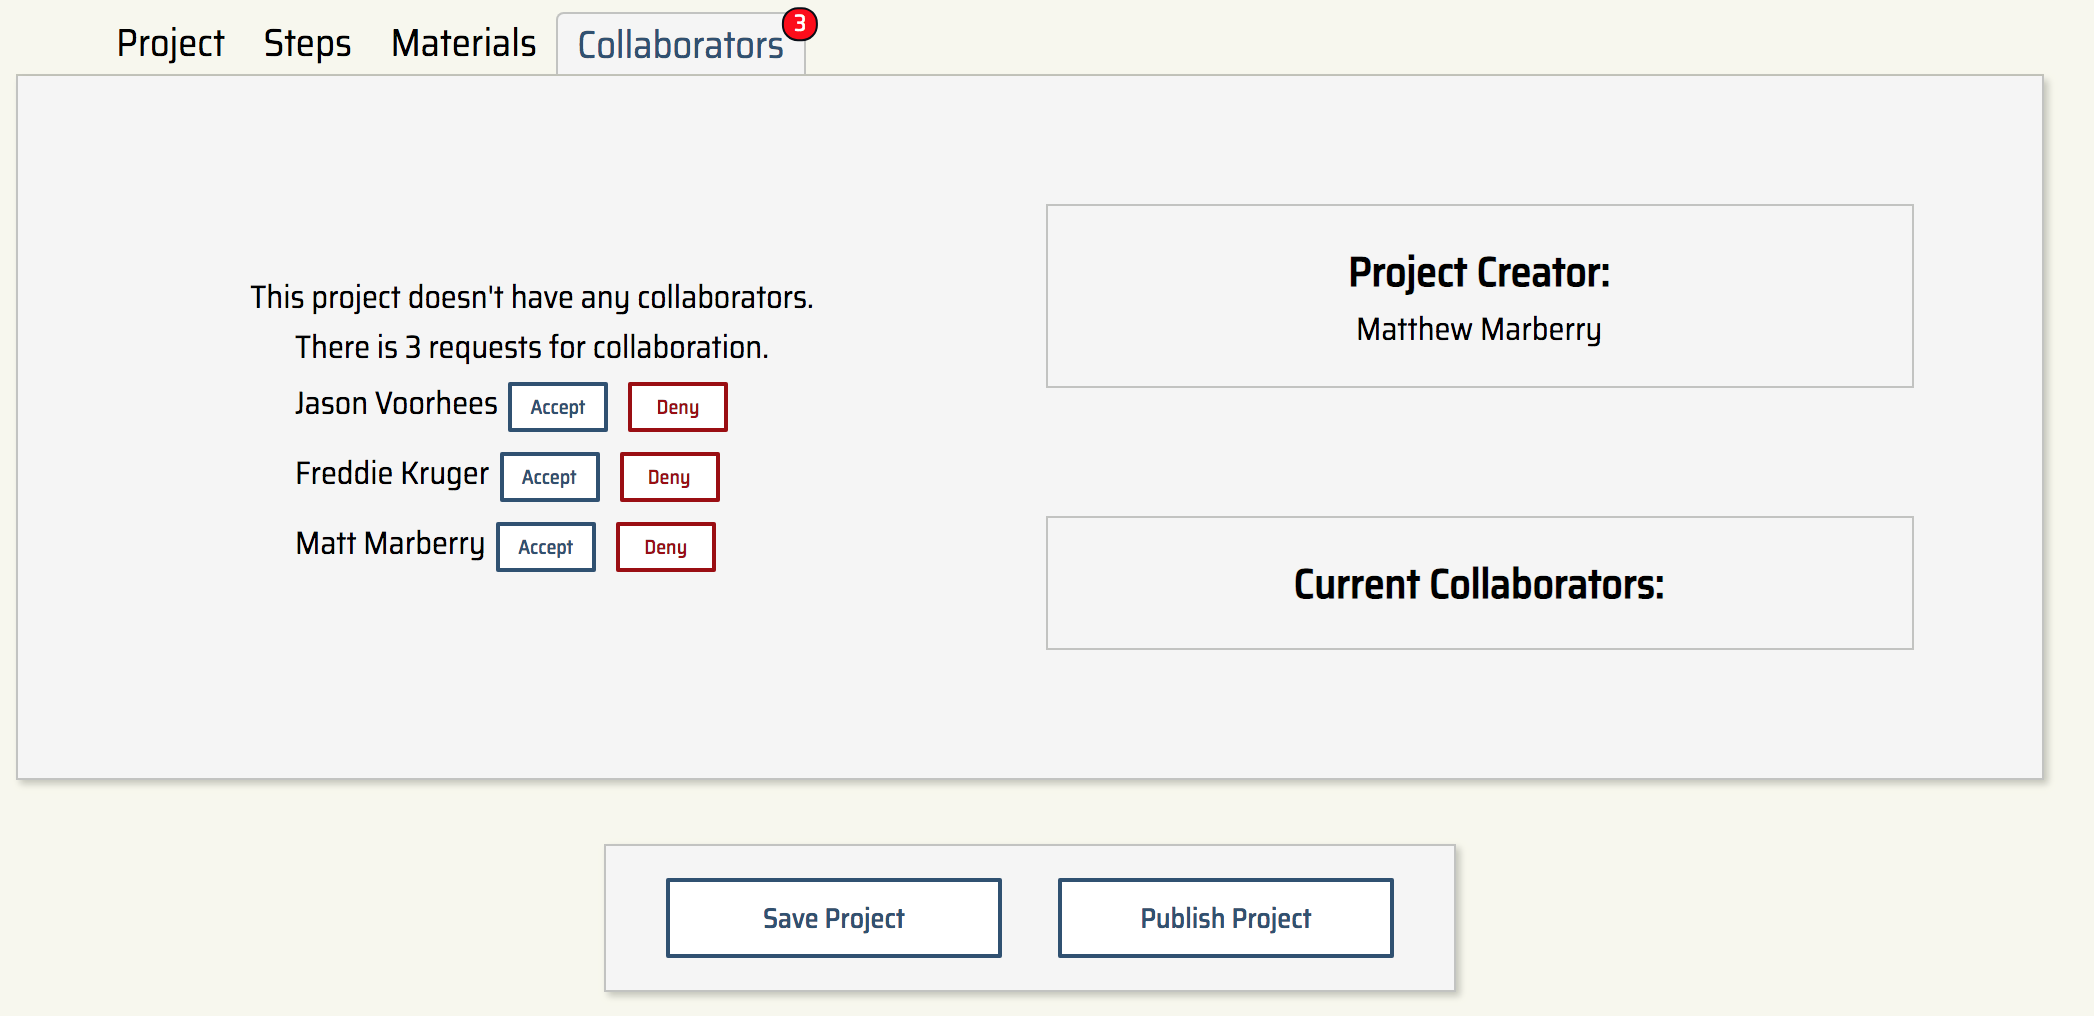 Project Steps Materials Collaborators 3
This project doesn't have any collaborators.
There is 3 requests for collaboration.
Jason Voorhees Accept Deny
Freddie Kruger Accept Deny
Matt Marberry Accept Deny
Project Creator:
Matthew Marberry
Current Collaborators:
Save Project Publish Project